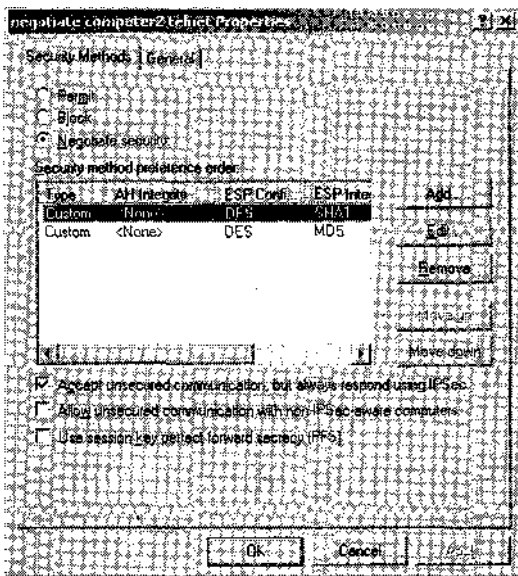 negotiate computer2 telnet Properties
Security Methods General
Permit
Block
Negotiate security:
Security method preference order:
Type AH Integrity ESP Confi... ESP Inte
Custom <None> DES SHA1
Custom <None> DES MD5
Add...
Edit...
Remove
Move up
Move down
Accept unsecured communication, but always respond using IPSec
Allow unsecured communication with non-IPSec-aware computers
Use session key perfect forward secrecy (PFS)
OK Cancel Apply